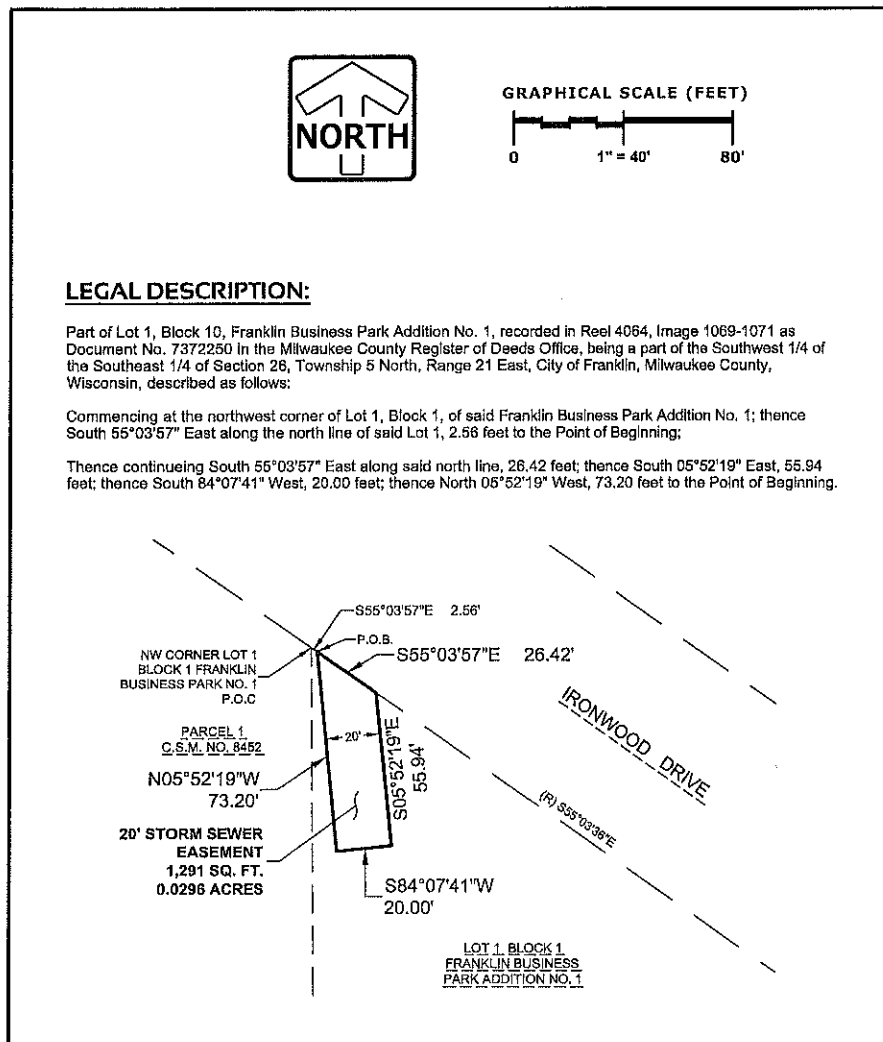 NORTH
GRAPHICAL SCALE (FEET)
0 1" = 40' 80'
LEGAL DESCRIPTION:
Part of Lot 1, Block 10, Franklin Business Park Addition No. 1, recorded in Reel 4064, Image 1069-1071 as
Document No. 7372250 in the Milwaukee County Register of Deeds Office, being a part of the Southwest 1/4 of
the Southeast 1/4 of Section 26, Township 5 North, Range 21 East, City of Franklin, Milwaukee County,
Wisconsin, described as follows:
Commencing at the northwest corner of Lot 1, Block 1, of said Franklin Business Park Addition No. 1; thence
South 55°03'57" East along the north line of said Lot 1, 2.56 feet to the Point of Beginning;
Thence continueing South 55°03'57" East along said north line, 26.42 feet; thence South 05°52'19" East, 55.94
feet; thence South 84°07'41" West, 20.00 feet; thence North 05°52'19" West, 73.20 feet to the Point of Beginning.
S55°03'57"E 2.56'
P.O.B.
S55°03'57"E 26.42'
NW CORNER LOT 1
BLOCK 1 FRANKLIN
BUSINESS PARK NO. 1
P.O.C
PARCEL 1
C.S.M. NO. 8452
N05°52'19"W
73.20'
20'
S05°52'19"E
55.94'
IRONWOOD DRIVE
(R) S55°03'36"E
20' STORM SEWER
EASEMENT
1,291 SQ. FT.
0.0296 ACRES
S84°07'41"W
20.00'
LOT 1 BLOCK 1
FRANKLIN BUSINESS
PARK ADDITION NO. 1